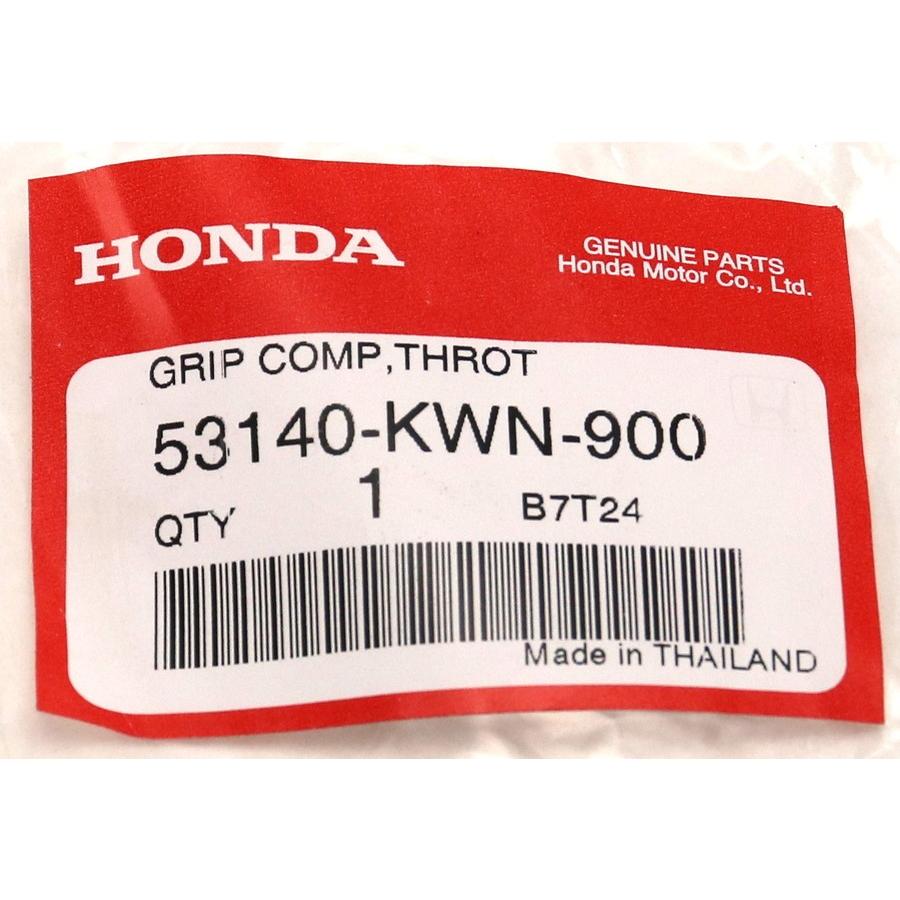 HONDA
GENUINE PARTS
Honda Motor Co., Ltd.
GRIP COMP,THROT
53140-KWN-900
QTY 1 B7T24
Made in THAILAND